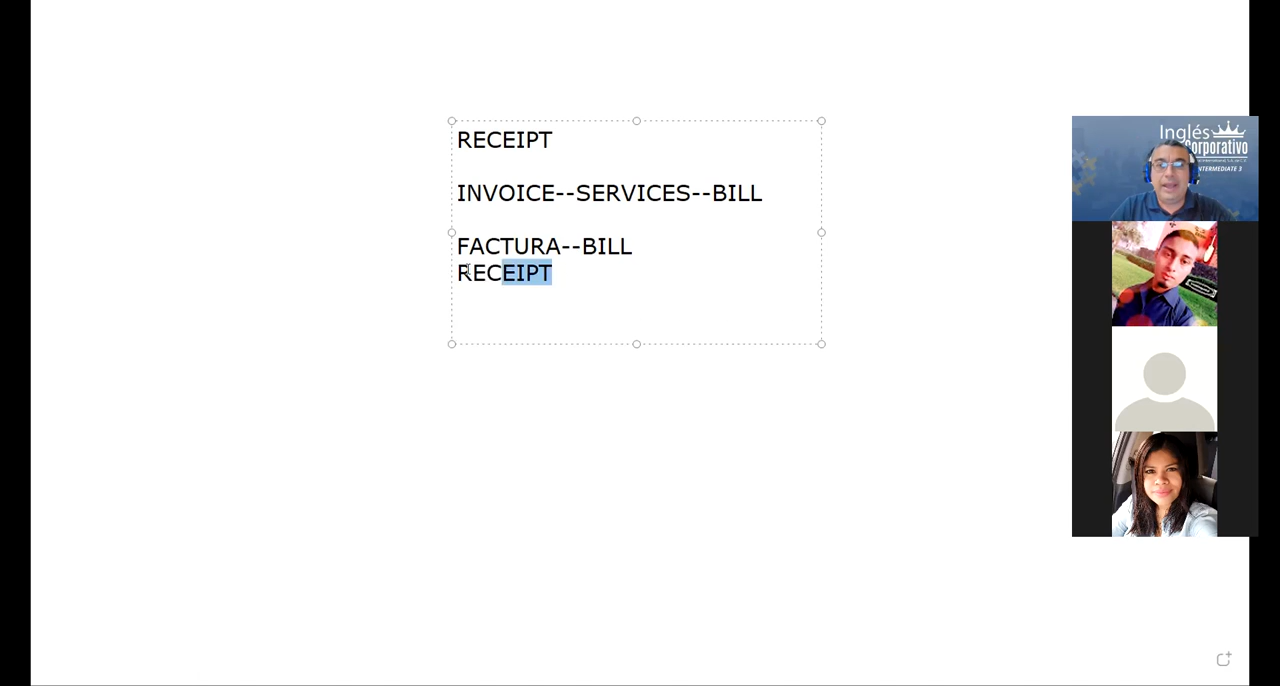 RECEIPT
INVOICE--SERVICES--BILL
FACTURA--BILL
RECEIPT
Inglés
Corporativo
INTERMEDIATE 3